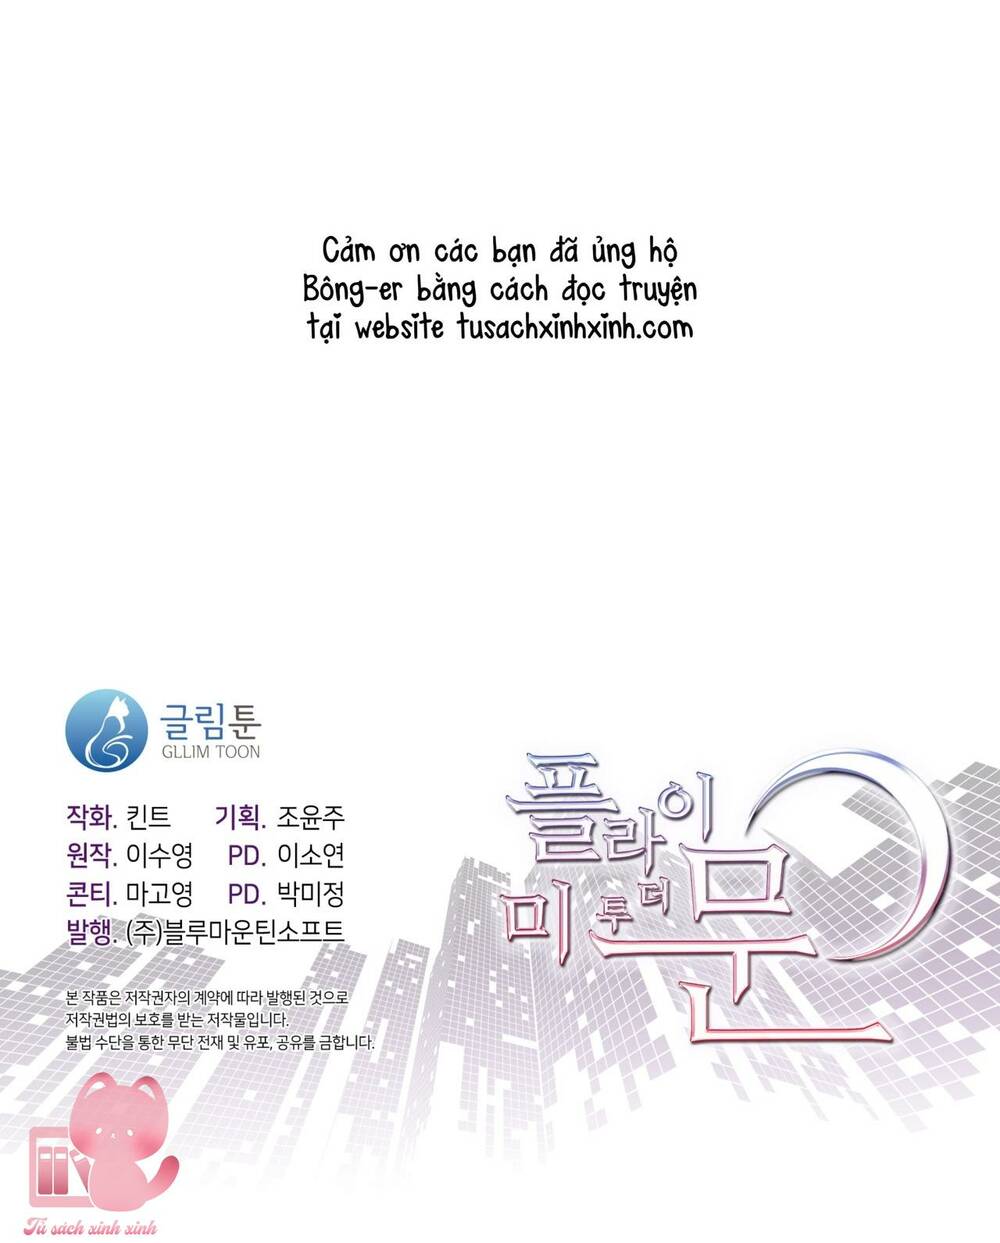 Cảm ơn các bạn đã ủng hộ
Bông-er bằng cách đọc truyện
tại website tusachxinhxinh.com
글림툰
GLLIM TOON
작화. 킨트 기획. 조윤주
원작. 이수영 PD. 이소연
콘티. 마고영 PD. 박미정
발행. (주)블루마운틴소프트
본 작품은 저작권자의 계약에 따라 발행된 것으로
저작권법의 보호를 받는 저작물입니다.
불법 수단을 통한 무단 전재 및 유포, 공유를 금합니다.
플라이
미 투 더 문
Tủ sách xinh xinh